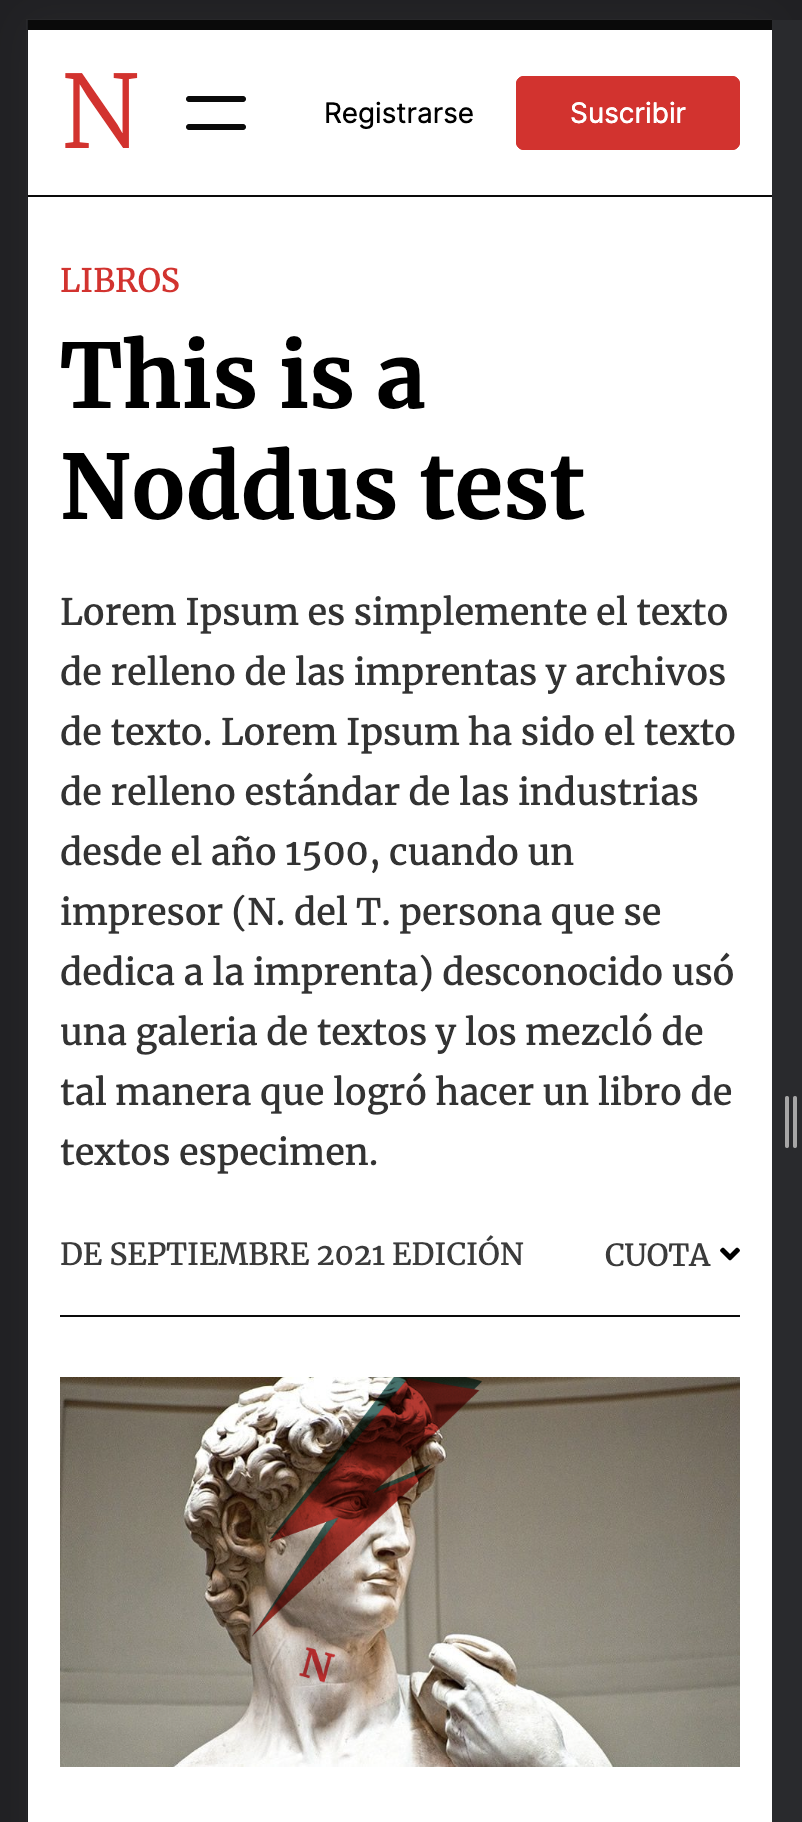 N
Registrarse
Suscribir
LIBROS
This is a
Noddus test
Lorem Ipsum es simplemente el texto
de relleno de las imprentas y archivos
de texto. Lorem Ipsum ha sido el texto
de relleno estándar de las industrias
desde el año 1500, cuando un
impresor (N. del T. persona que se
dedica a la imprenta) desconocido usó
una galeria de textos y los mezcló de
tal manera que logró hacer un libro de
textos especimen.
DE SEPTIEMBRE 2021 EDICIÓN
CUOTA
N